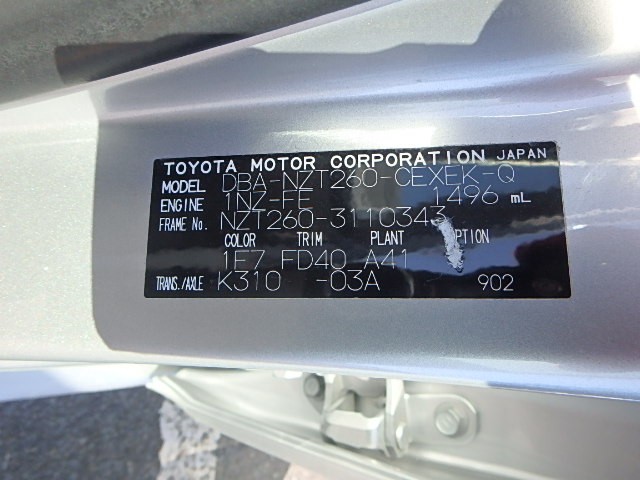 TOYOTA MOTOR CORPORATION JAPAN
MODEL DBA-NZT260-CEXEK-Q
ENGINE 1NZ-FE 1496 mL
FRAME No. NZT260-3110343
COLOR TRIM PLANT OPTION
1F7 FD40 A41
TRANS./AXLE K310 -03A 902